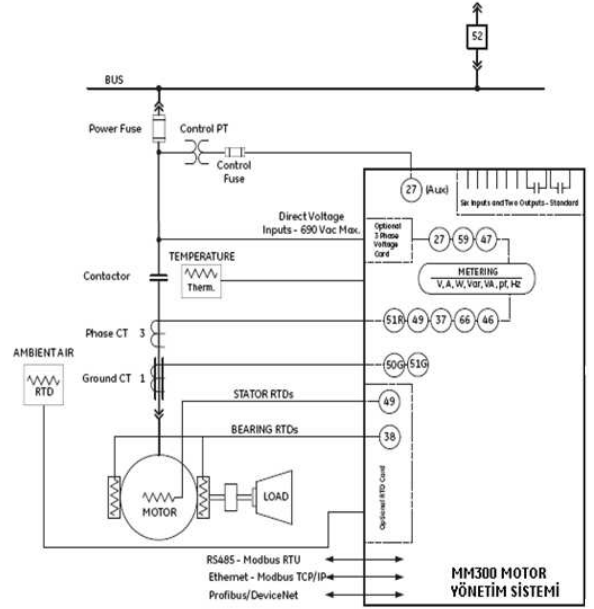 52
BUS
Power Fuse
Control PT
Control
Fuse
27
(Aux)
Six Inputs and Two Outputs - Standard
Direct Voltage
Inputs - 690 Vac Max.
Optional
3 Phase
Voltage
Card
27
59
47
TEMPERATURE
Therm.
METERING
V, A, W, Var, VA, pf, Hz
Contactor
51R
49
37
66
46
Phase CT 3
AMBIENT AIR
RTD
50G
51G
Ground CT 1
STATOR RTDs
49
BEARING RTDs
38
Optional RTD Card
MOTOR
LOAD
RS485 - Modbus RTU
Ethernet - Modbus TCP/IP
Profibus/DeviceNet
MM300 MOTOR
YÖNETİM SİSTEMİ